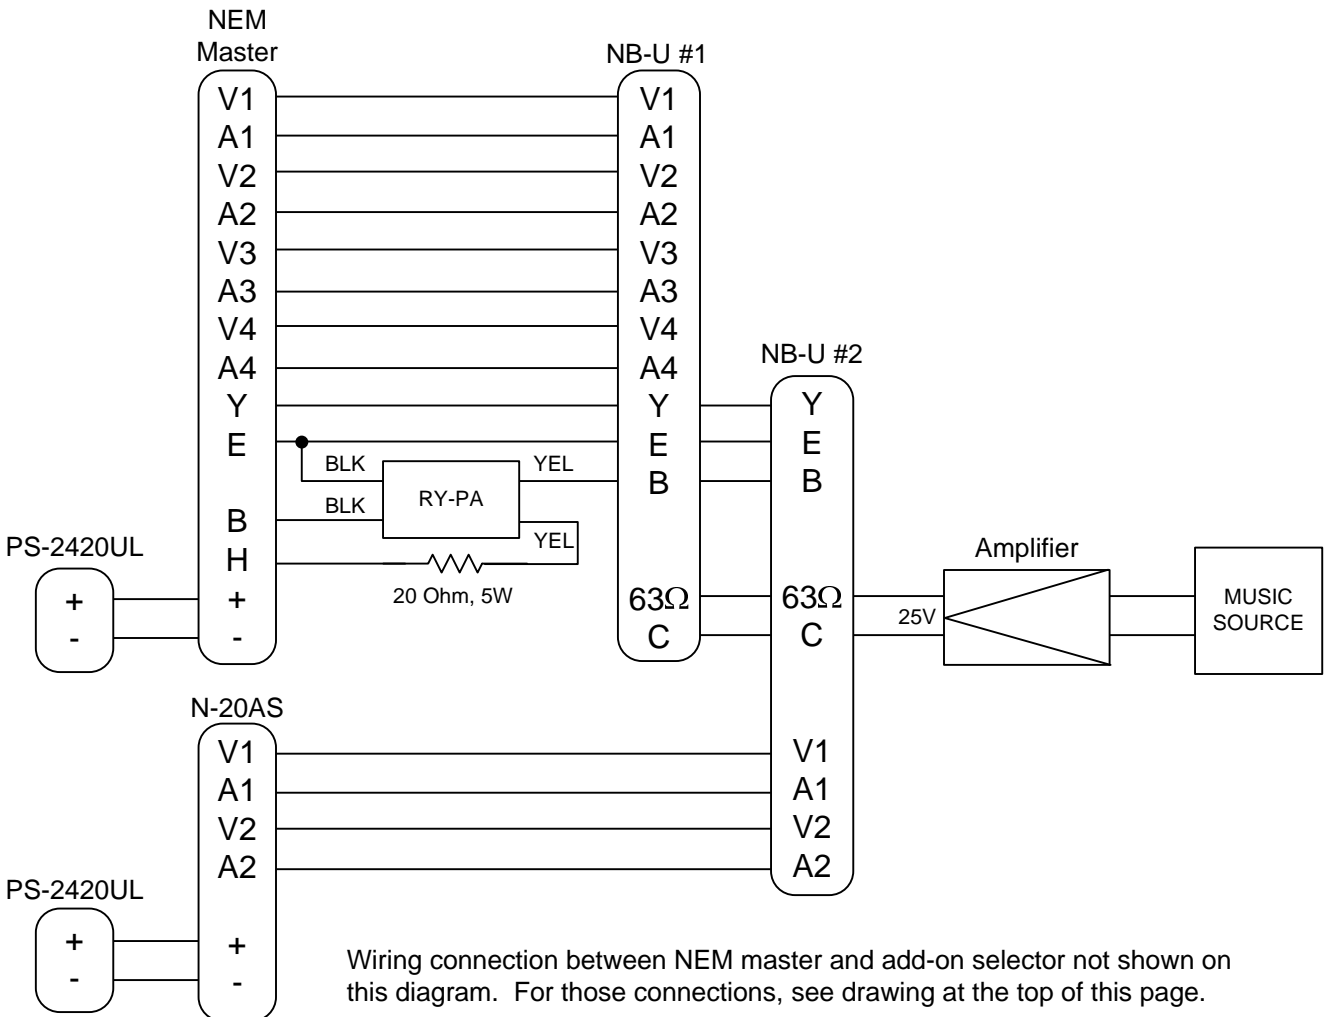 NEM
Master
NB-U #1
V1
A1
V2
A2
V3
A3
V4
A4
Y
E
B
H
+
-
V1
A1
V2
A2
V3
A3
V4
A4
Y
E
B
63Ω
C
NB-U #2
Y
E
B
63Ω
C
V1
A1
V2
A2
BLK
BLK
RY-PA
YEL
YEL
20 Ohm, 5W
PS-2420UL
+
-
25V
Amplifier
MUSIC
SOURCE
N-20AS
V1
A1
V2
A2
+
-
PS-2420UL
+
-
Wiring connection between NEM master and add-on selector not shown on
this diagram. For those connections, see drawing at the top of this page.